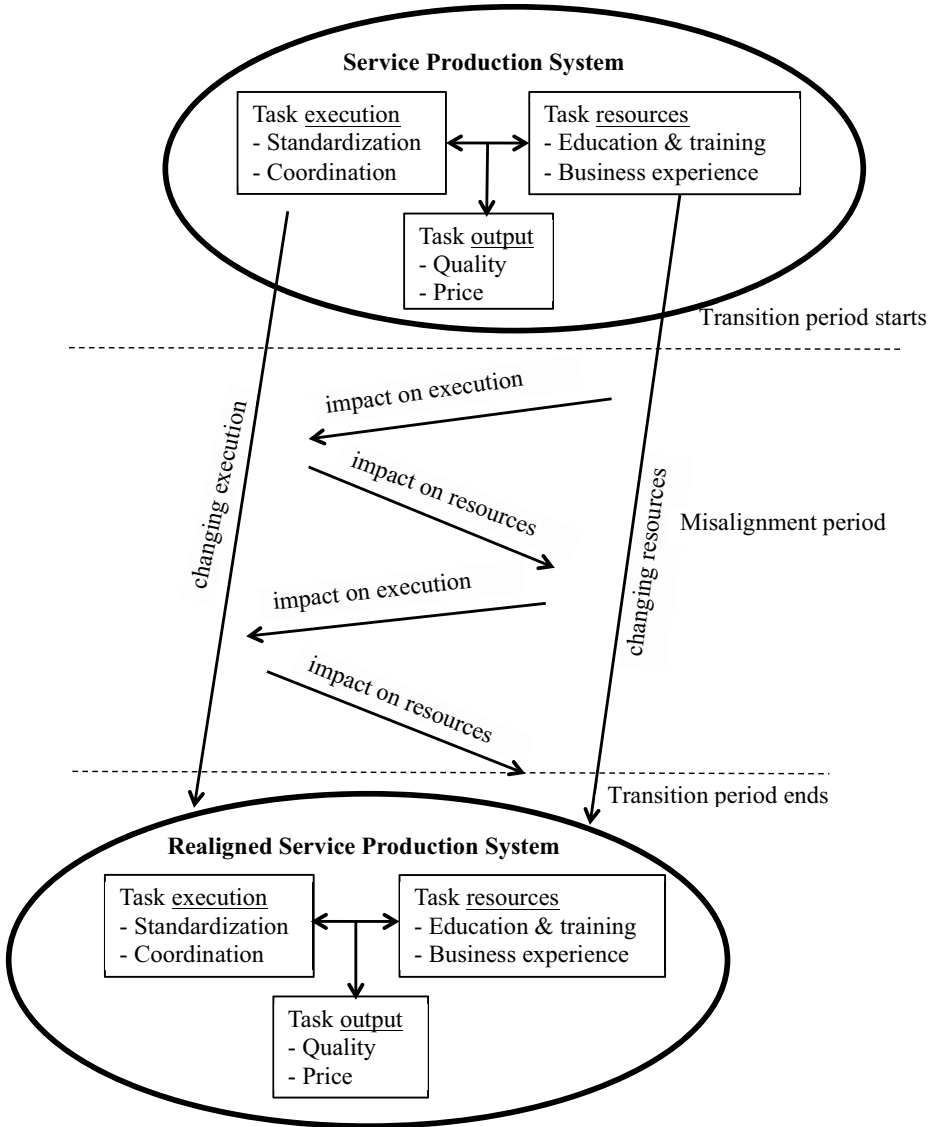 Service Production System
Task execution
- Standardization
- Coordination
Task resources
- Education & training
- Business experience
Task output
- Quality
- Price
Transition period starts
impact on execution
changing execution
impact on resources
Misalignment period
changing resources
impact on execution
impact on resources
Transition period ends
Realigned Service Production System
Task execution
- Standardization
- Coordination
Task resources
- Education & training
- Business experience
Task output
- Quality
- Price